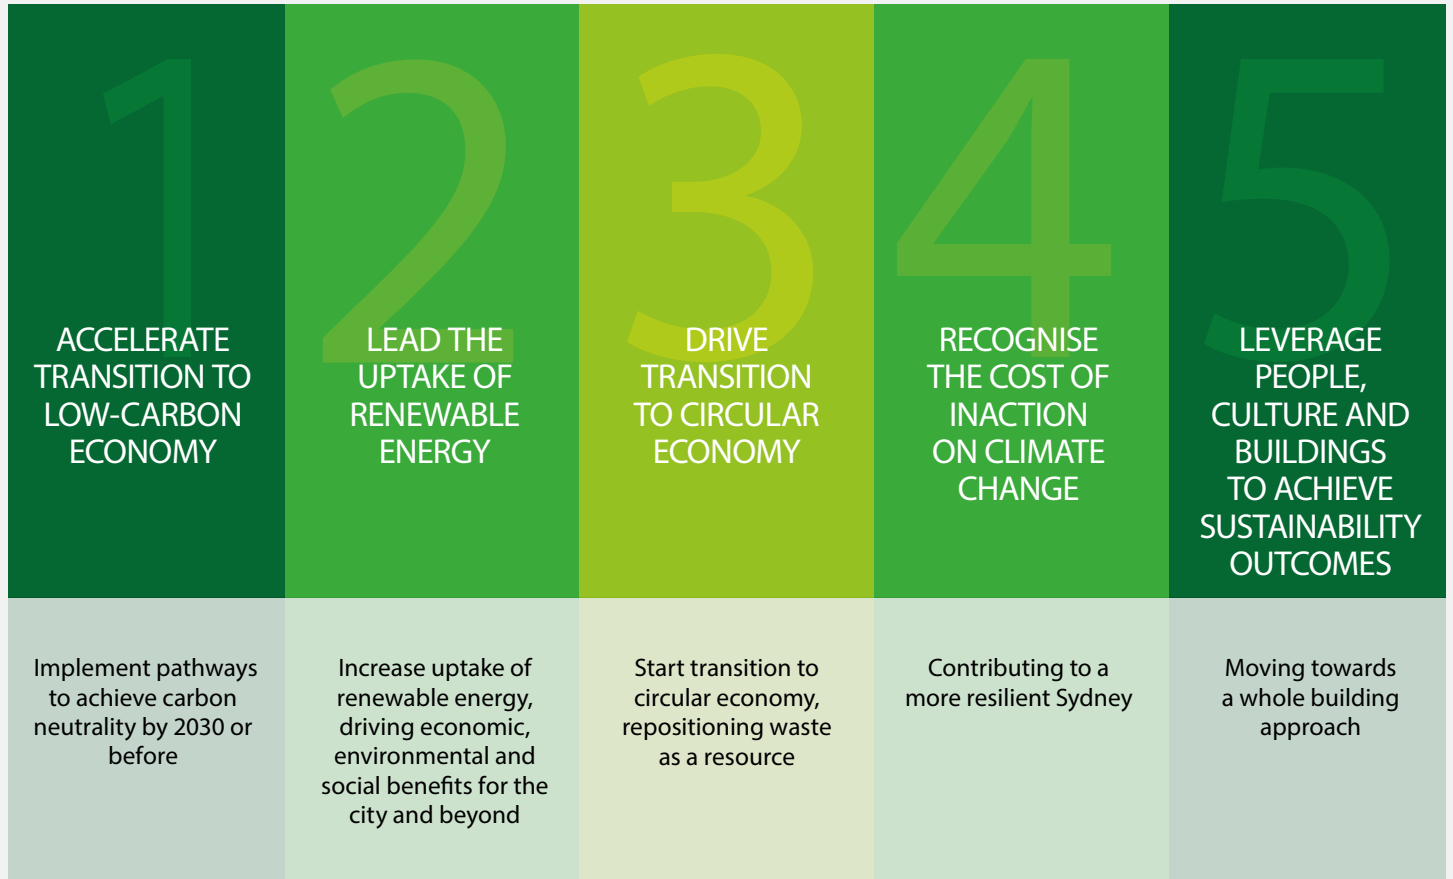 1
ACCELERATE
TRANSITION TO
LOW-CARBON
ECONOMY
Implement pathways
to achieve carbon
neutrality by 2030 or
before
2
LEAD THE
UPTAKE OF
RENEWABLE
ENERGY
Increase uptake of
renewable energy,
driving economic,
environmental and
social benefits for the
city and beyond
3
DRIVE
TRANSITION
TO CIRCULAR
ECONOMY
Start transition to
circular economy,
repositioning waste
as a resource
4
RECOGNISE
THE COST OF
INACTION
ON CLIMATE
CHANGE
Contributing to a
more resilient Sydney
5
LEVERAGE
PEOPLE,
CULTURE AND
BUILDINGS
TO ACHIEVE
SUSTAINABILITY
OUTCOMES
Moving towards
a whole building
approach